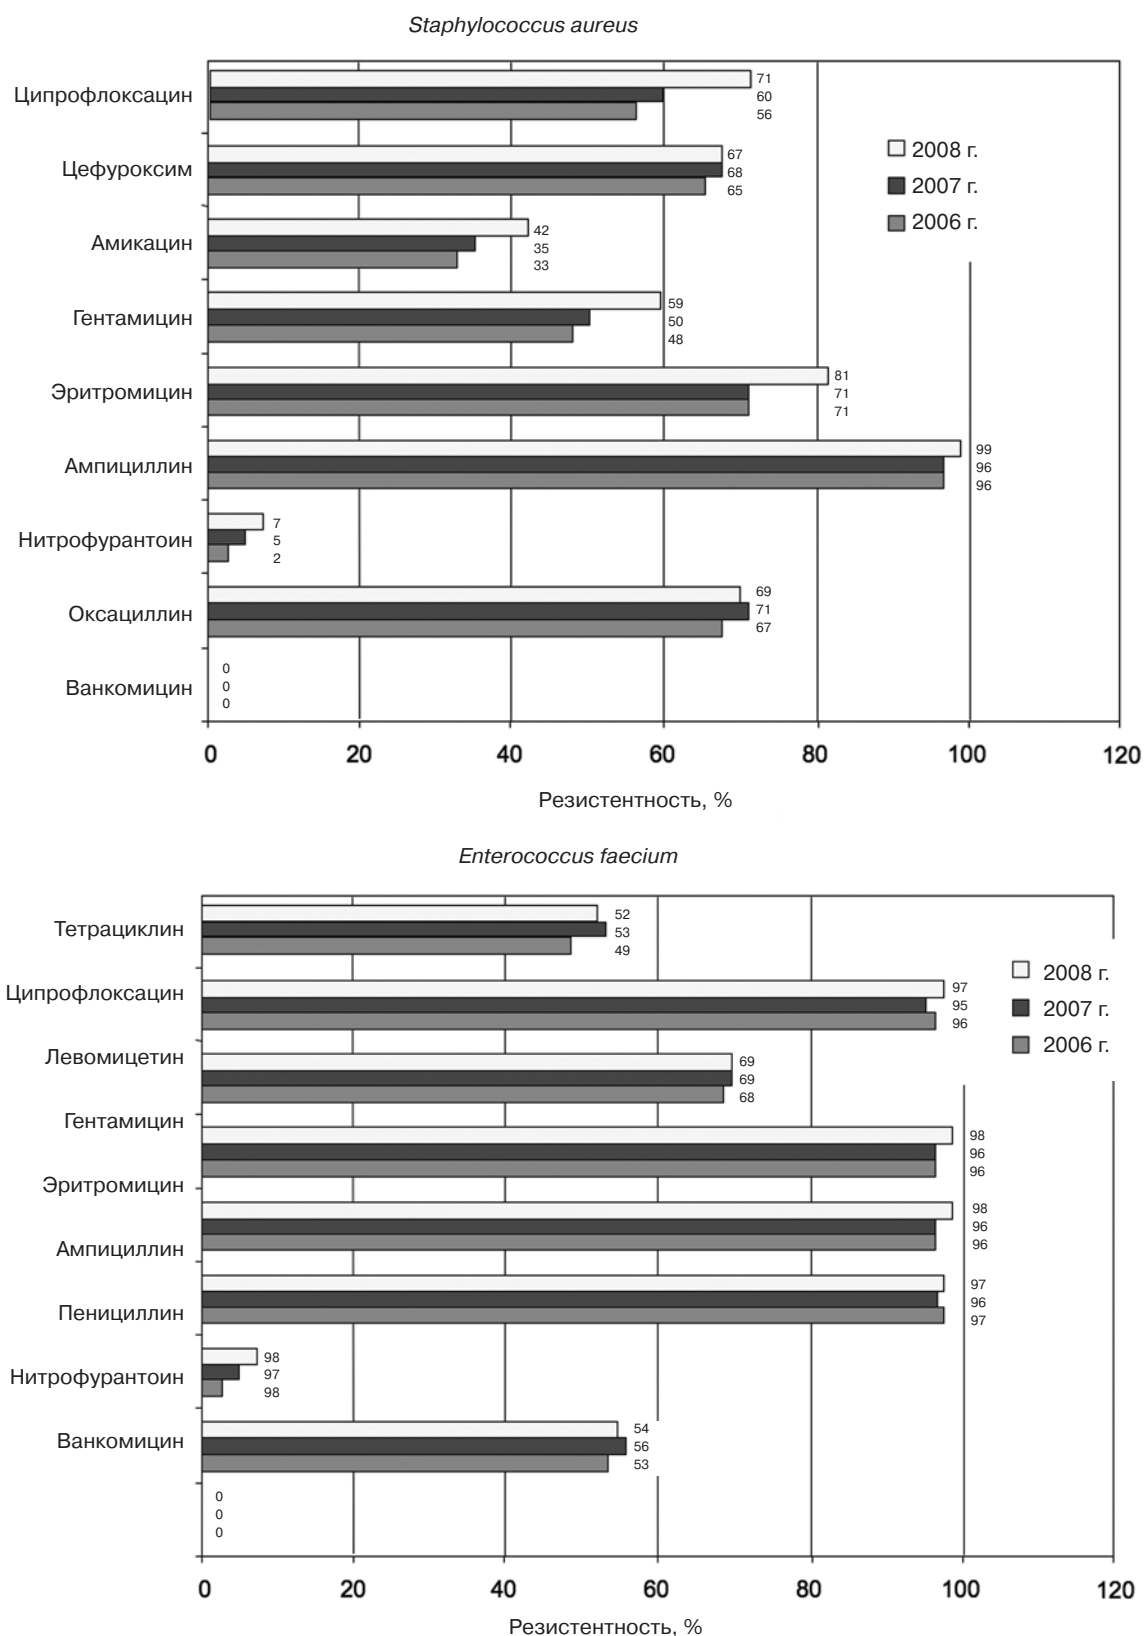 Staphylococcus aureus
Ципрофлоксацин
71
60
56
Цефуроксим
67
68
65
Амикацин
42
35
33
Гентамицин
59
50
48
Эритромицин
81
71
71
Ампициллин
99
96
96
Нитрофурантоин
7
5
2
Оксациллин
69
71
67
Ванкомицин
0
0
0
2008 г.
2007 г.
2006 г.
0 20 40 60 80 100 120
Резистентность, %
Enterococcus faecium
Тетрациклин
52
53
49
Ципрофлоксацин
97
95
96
Левомицетин
69
69
68
Гентамицин
98
96
96
Эритромицин
98
96
96
Ампициллин
97
96
97
Пенициллин
98
97
98
Нитрофурантоин
54
56
53
Ванкомицин
0
0
0
2008 г.
2007 г.
2006 г.
0 20 40 60 80 100 120
Резистентность, %